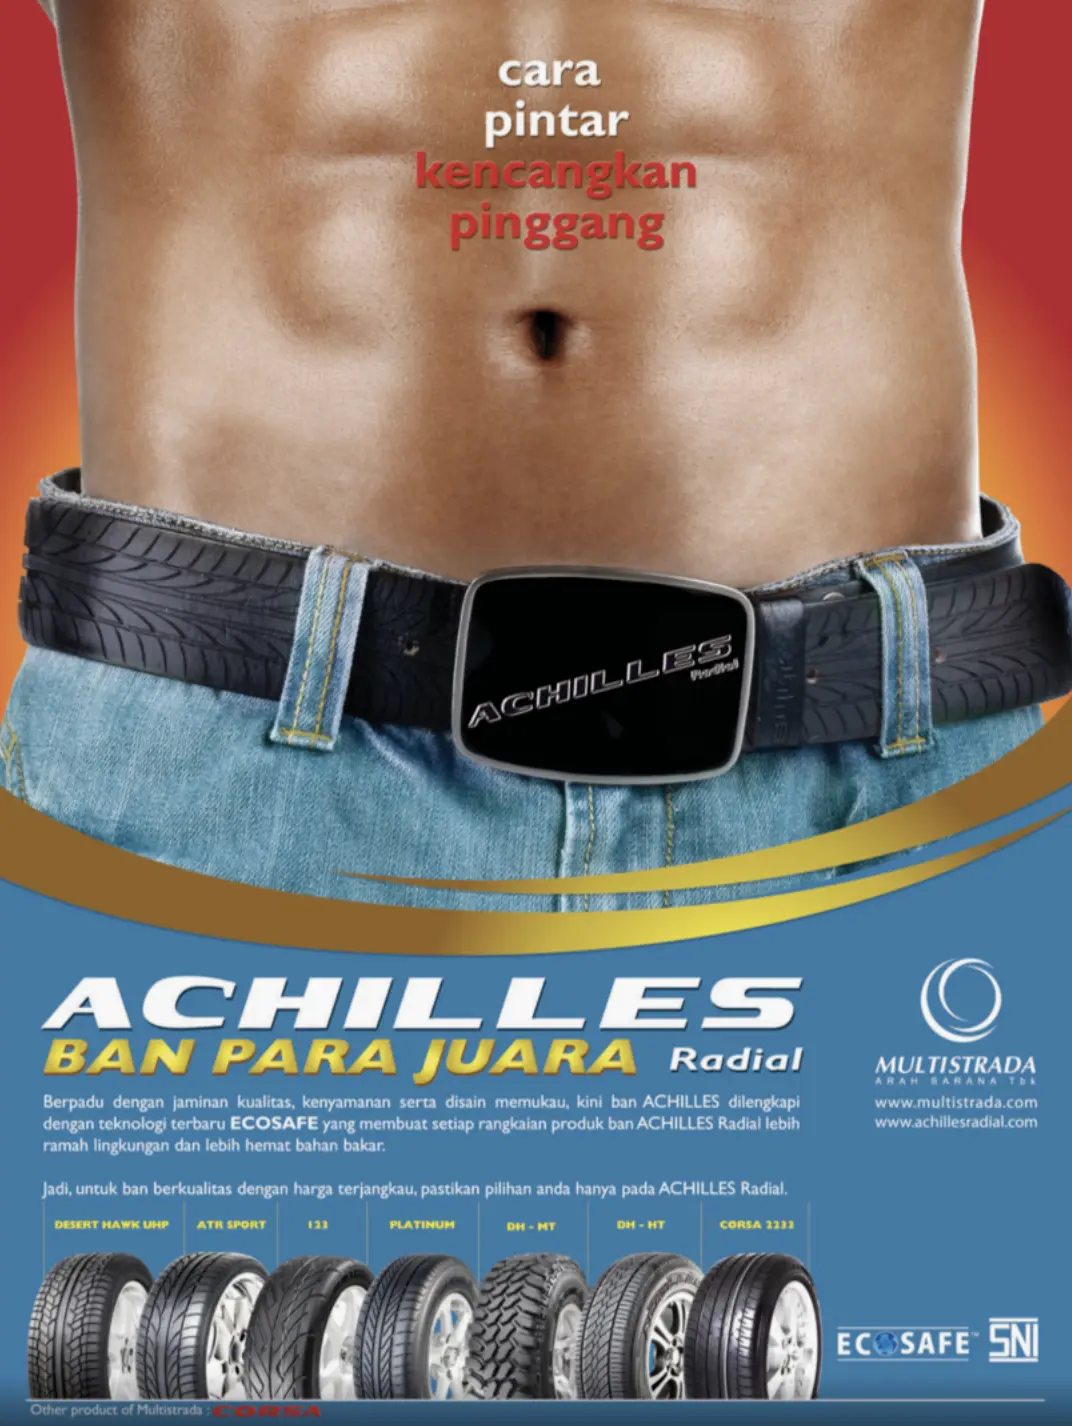 cara
pintar
kencangkan
pinggang
ACHILLES
Radial
ACHILLES
BAN PARA JUARA Radial
Berpadu dengan jaminan kualitas, kenyamanan serta disain memukau, kini ban ACHILLES dilengkapi
dengan teknologi terbaru ECOSAFE yang membuat setiap rangkaian produk ban ACHILLES Radial lebih
ramah lingkungan dan lebih hemat bahan bakar.
Jadi, untuk ban berkualitas dengan harga terjangkau, pastikan pilihan anda hanya pada ACHILLES Radial.
MULTISTRADA
ARAH SARANA Tbk
www.multistrada.com
www.achillesradial.com
DESERT HAWK UHP ATR SPORT 123 PLATINUM DH - MT DH - HT CORSA 2232
ECOSAFE™ SNI
Other product of Multistrada : CORSA